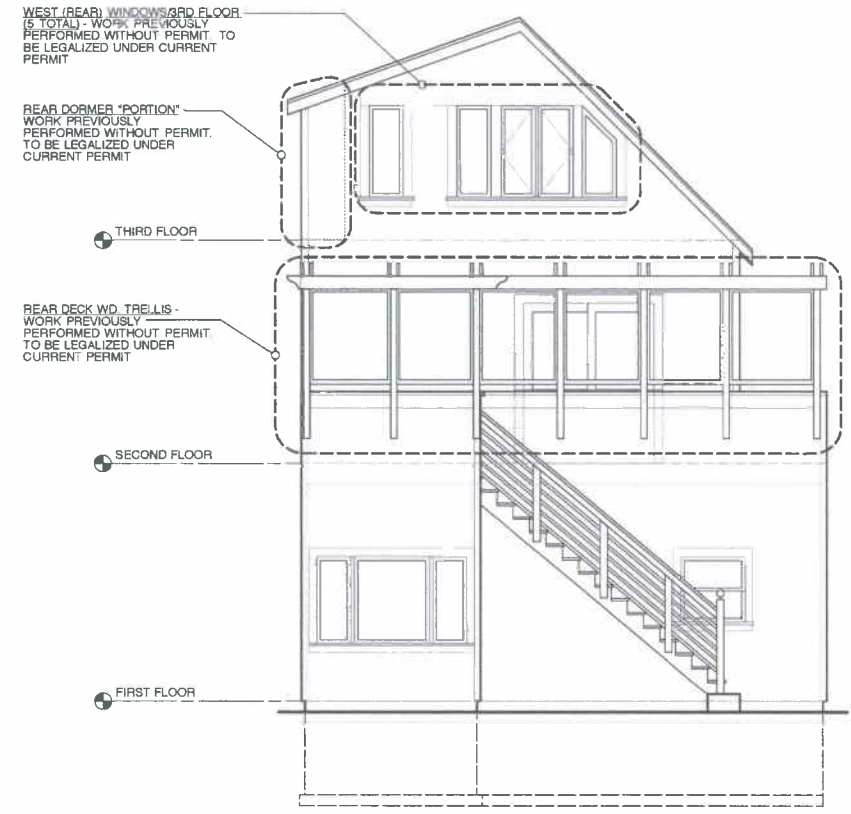 WEST (REAR) WINDOWS/3RD FLOOR
(5 TOTAL) - WORK PREVIOUSLY
PERFORMED WITHOUT PERMIT. TO
BE LEGALIZED UNDER CURRENT
PERMIT
REAR DORMER "PORTION" -
WORK PREVIOUSLY
PERFORMED WITHOUT PERMIT.
TO BE LEGALIZED UNDER
CURRENT PERMIT
THIRD FLOOR
REAR DECK WD. TRELLIS -
WORK PREVIOUSLY
PERFORMED WITHOUT PERMIT.
TO BE LEGALIZED UNDER
CURRENT PERMIT
SECOND FLOOR
FIRST FLOOR